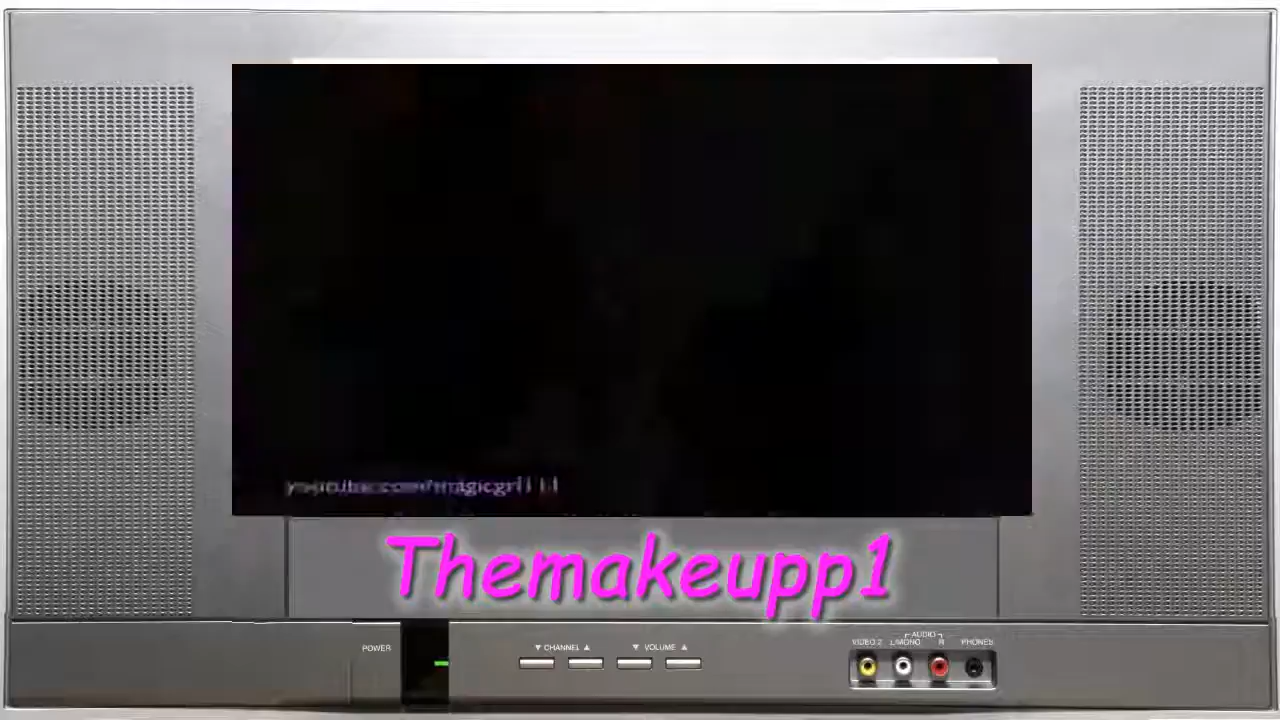 Themakeupp1
POWER
▼ CHANNEL ▲
▼ VOLUME ▲
VIDEO 2
AUDIO
L/MONO
R
PHONES